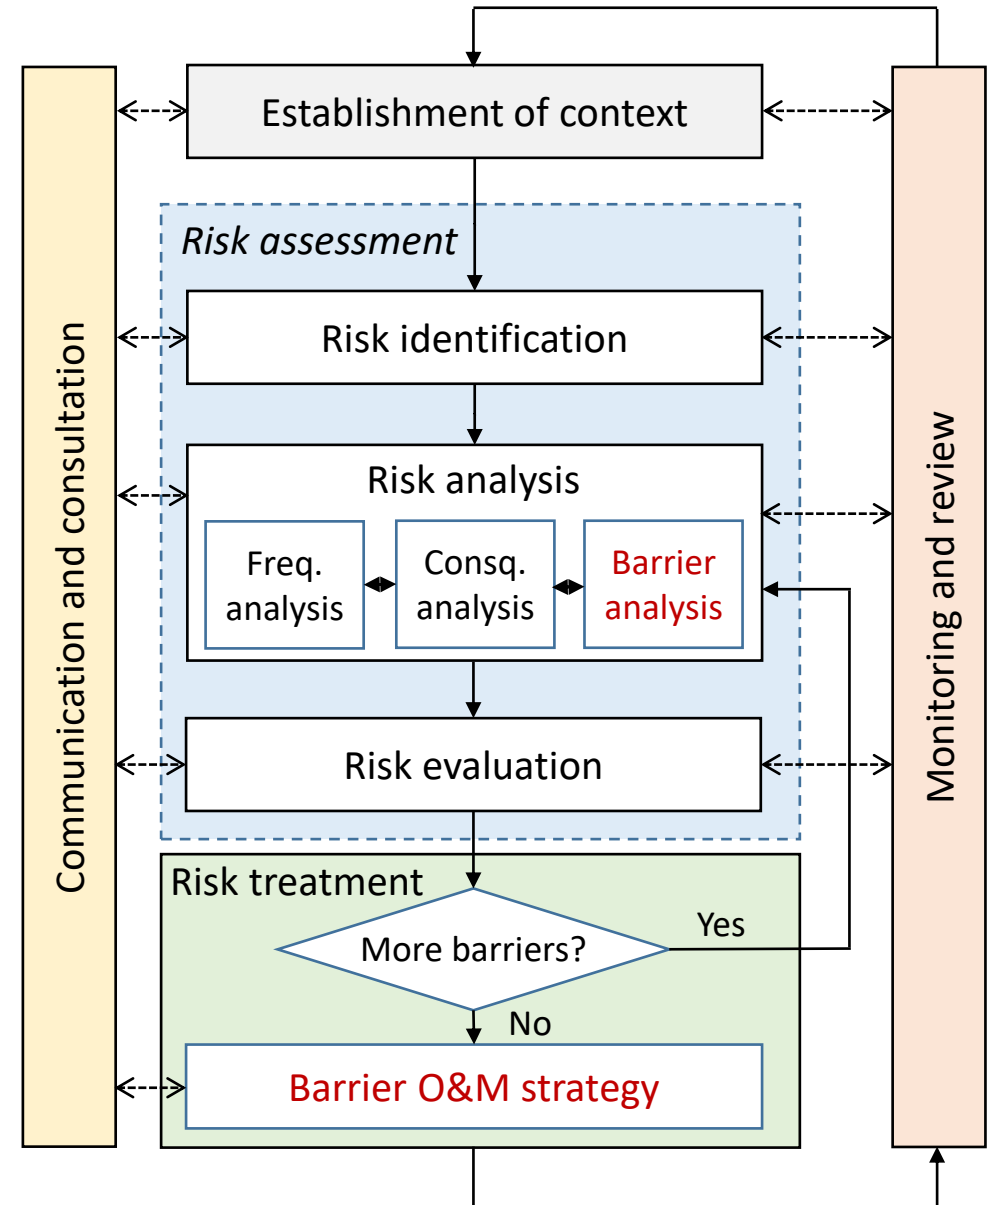 Establishment of context
Risk assessment
Risk identification
Risk analysis
Freq.
analysis
Consq.
analysis
Barrier
analysis
Risk evaluation
Risk treatment
More barriers?
Yes
No
Barrier O&M strategy
Communication and consultation
Monitoring and review